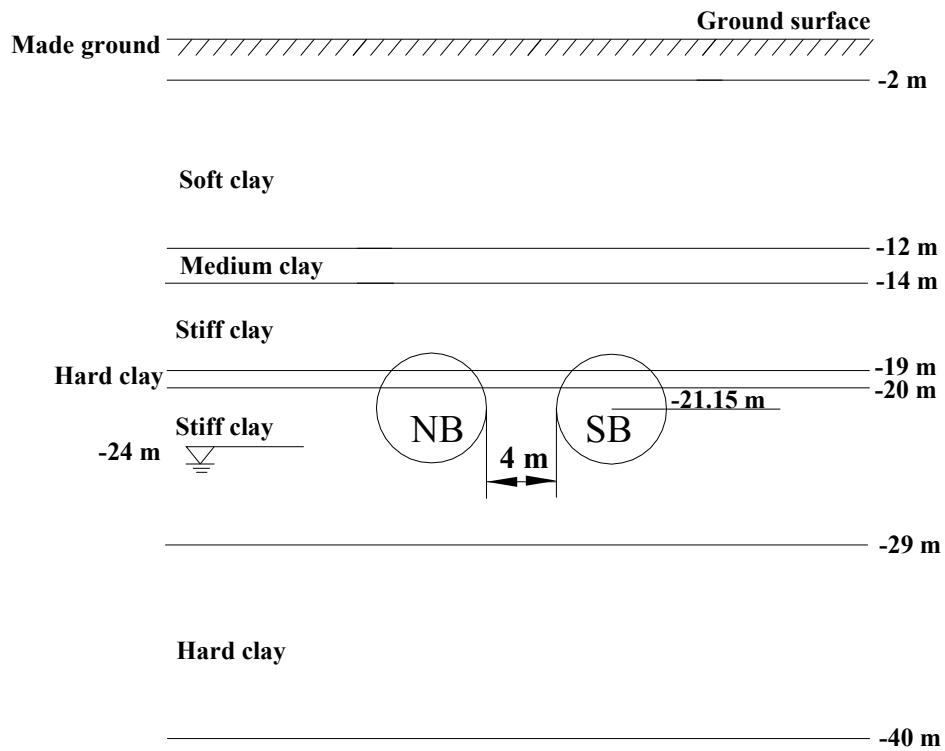 Ground surface
Made ground
-2 m
Soft clay
-12 m
Medium clay
-14 m
Stiff clay
-19 m
Hard clay
-20 m
-21.15 m
Stiff clay
NB
SB
-24 m
4 m
-29 m
Hard clay
-40 m